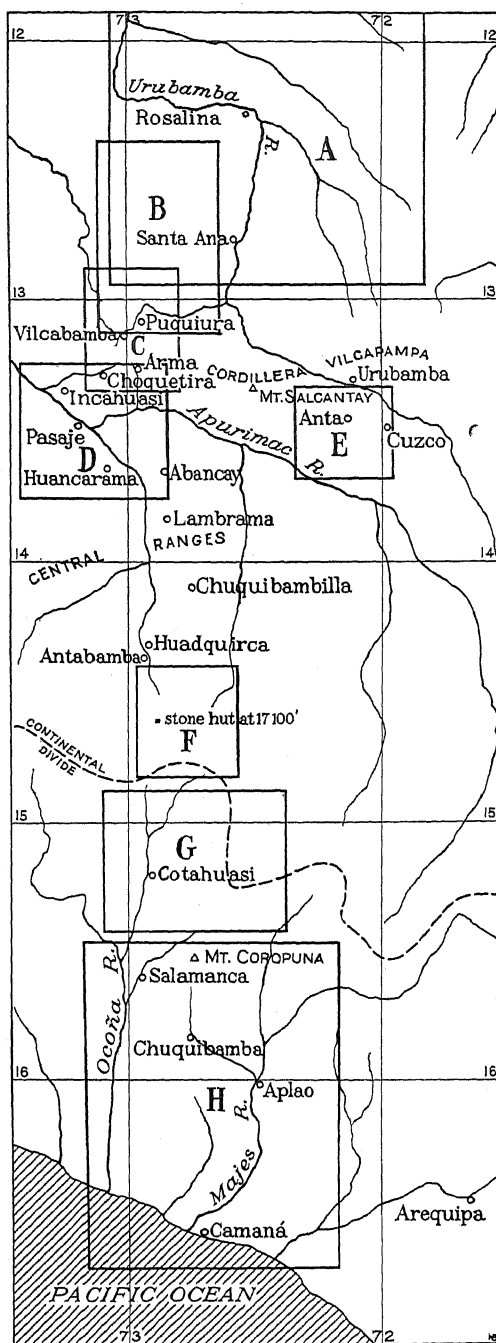 73
72
12
12
Urubamba
R.
Rosalina
A
B
Santa Ana
13
13
Puquiura
Vilcabamba
C
Arma
CORDILLERA
VILCAPAMPA
Choquetira
Urubamba
Incahuasi
MT. SALCANTAY
Anta
Pasaje
Apurimac R.
E
Cuzco
D
Huancarama
Abancay
Lambrama
CENTRAL RANGES
14
14
Chuquibambilla
Huadquirca
Antabamba
stone hut at 17100'
CONTINENTAL
DIVIDE
F
15
15
G
Cotahuasi
MT. COROPUNA
Salamanca
Ocoña R.
Chuquibamba
16
16
H
Aplao
Majes R.
Arequipa
Camaná
PACIFIC OCEAN
73
72